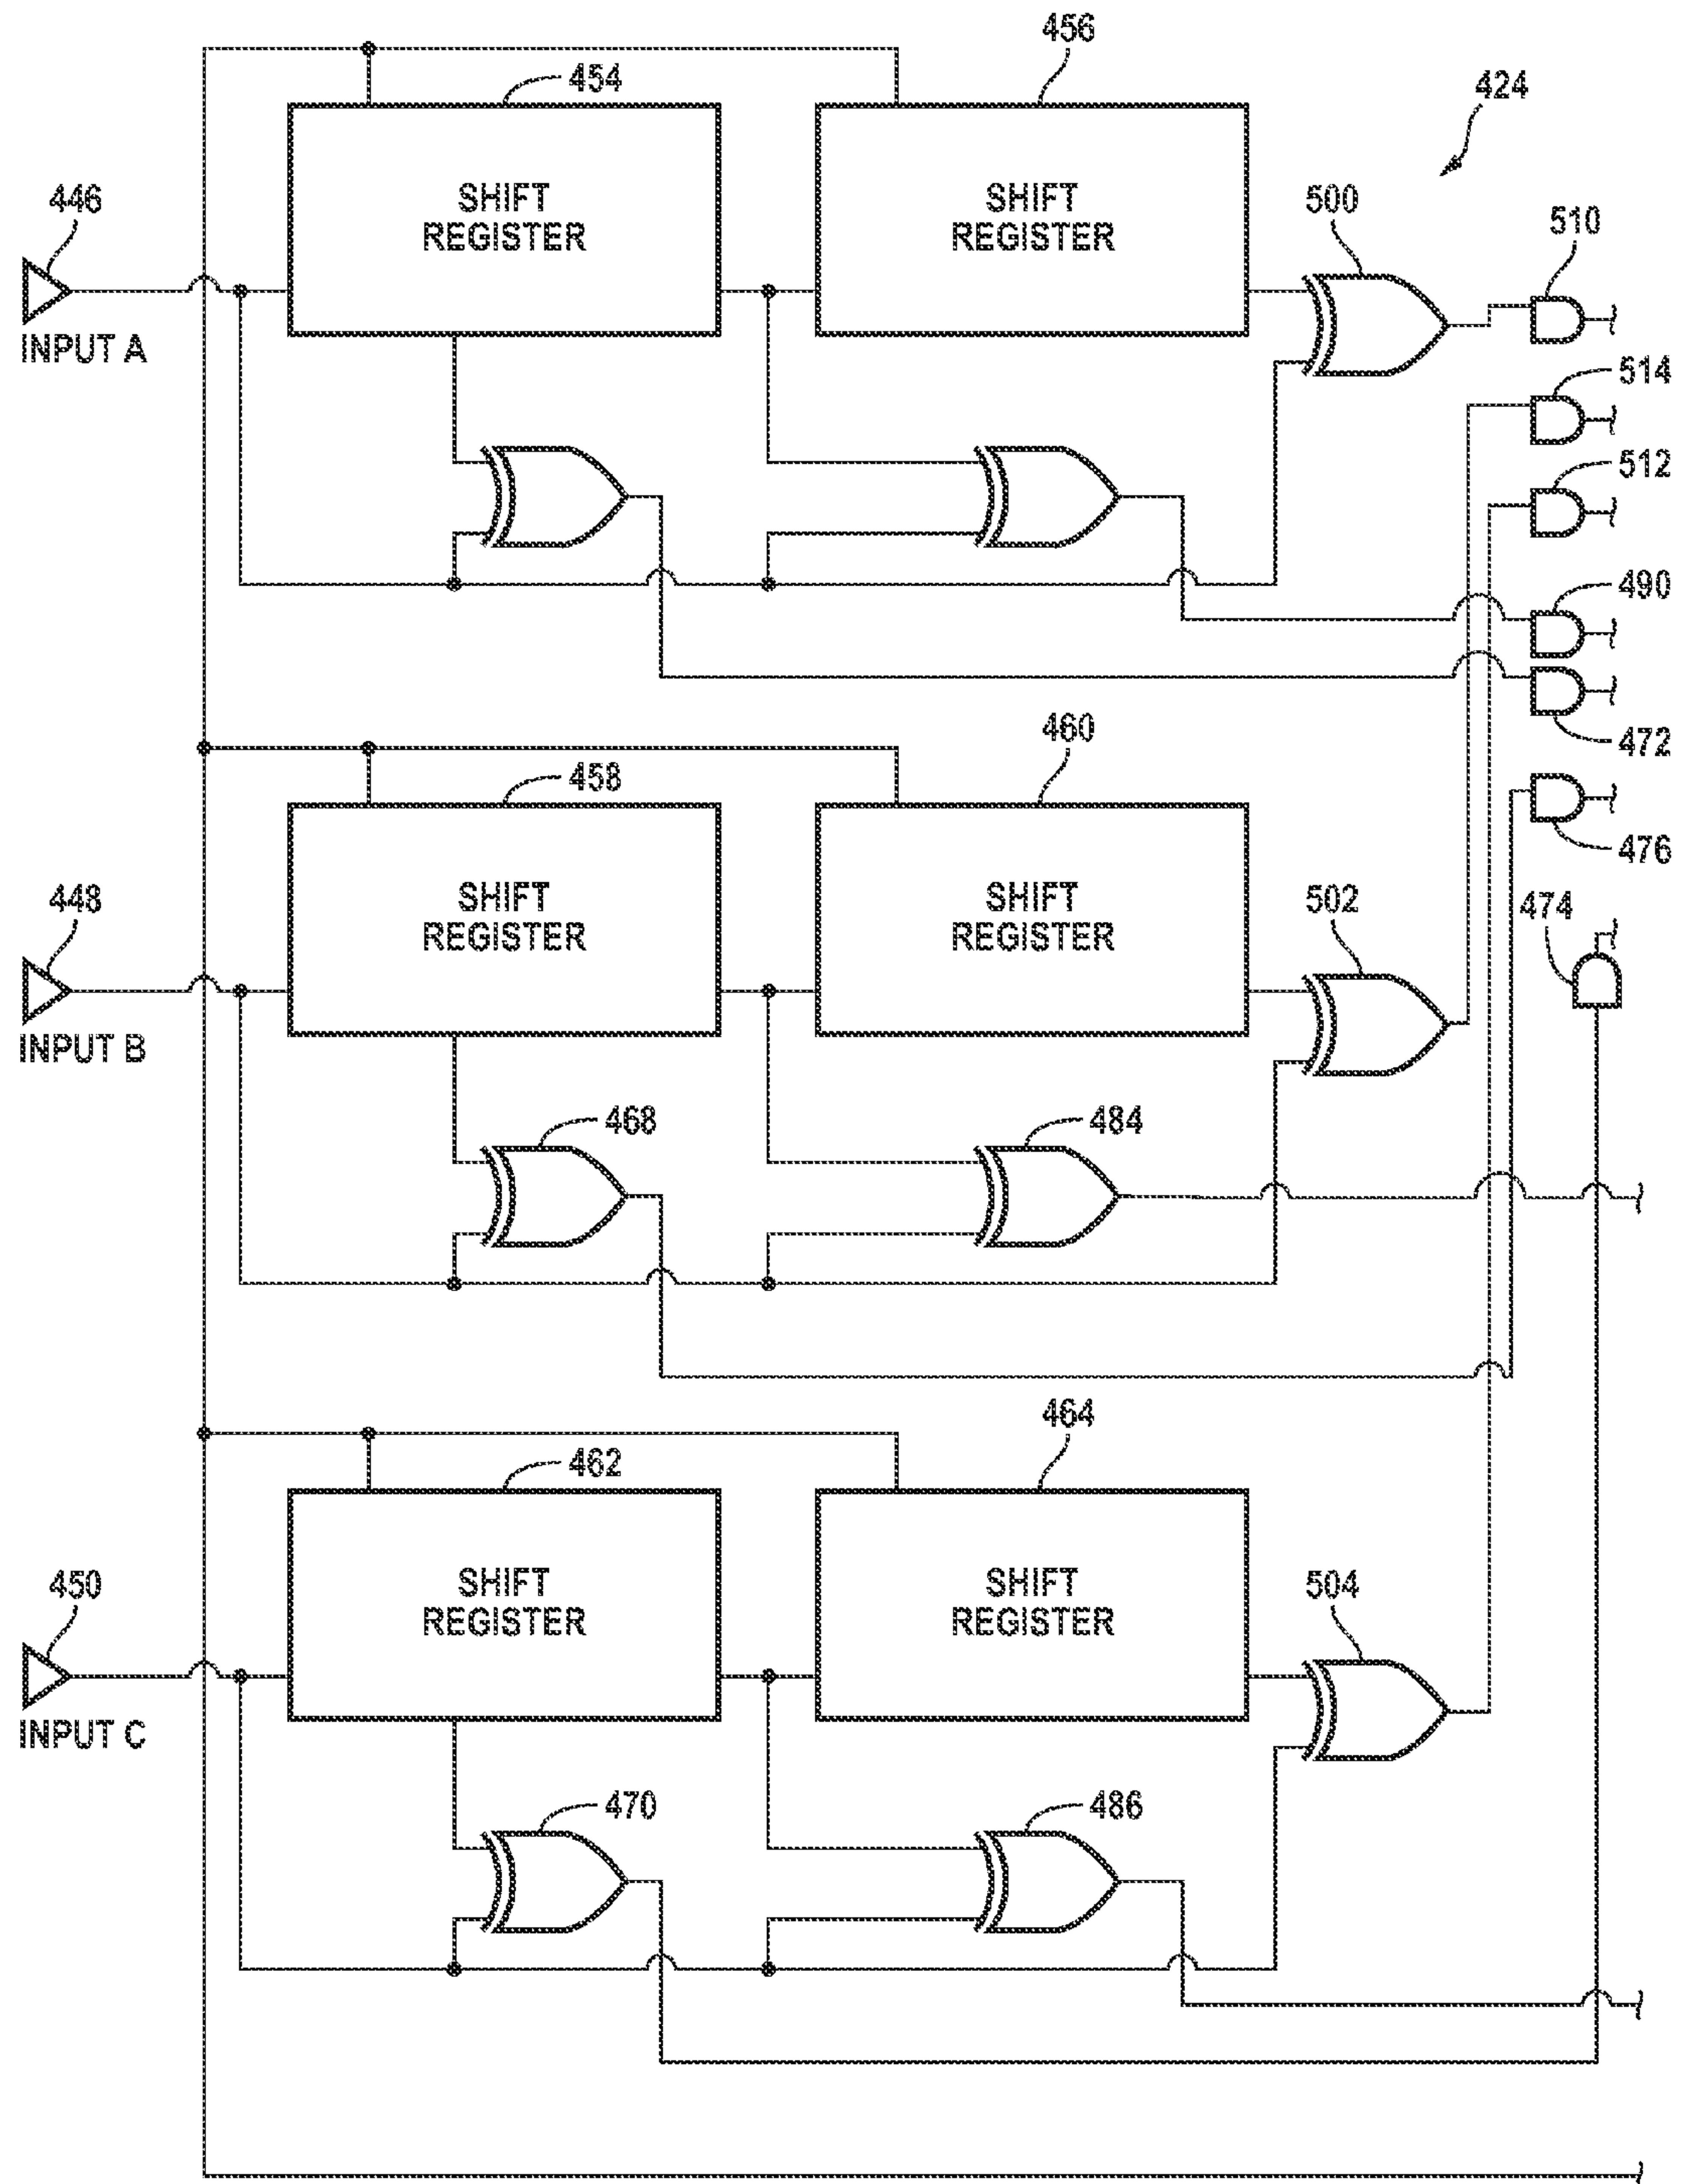 456
454
424
446
SHIFT
REGISTER
SHIFT
REGISTER
500
510
INPUT A
514
512
490
472
460
458
476
448
SHIFT
REGISTER
SHIFT
REGISTER
502
474
INPUT B
468
484
464
462
450
SHIFT
REGISTER
SHIFT
REGISTER
504
INPUT C
470
486